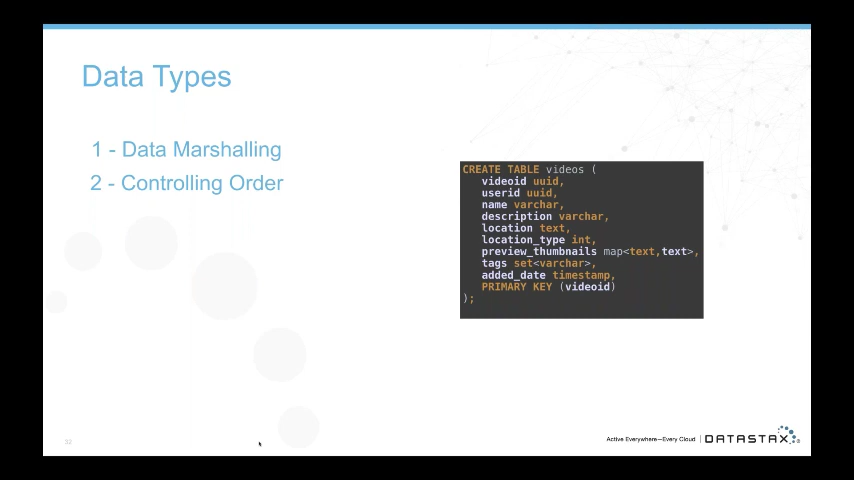 Data Types
1 - Data Marshalling
2 - Controlling Order
CREATE TABLE videos (
videoid uuid,
userid uuid,
name varchar,
description varchar,
location text,
location_type int,
preview_thumbnails map<text,text>,
tags set<varchar>,
added_date timestamp,
PRIMARY KEY (videoid)
);
32
Active Everywhere—Every Cloud | DATASTAX